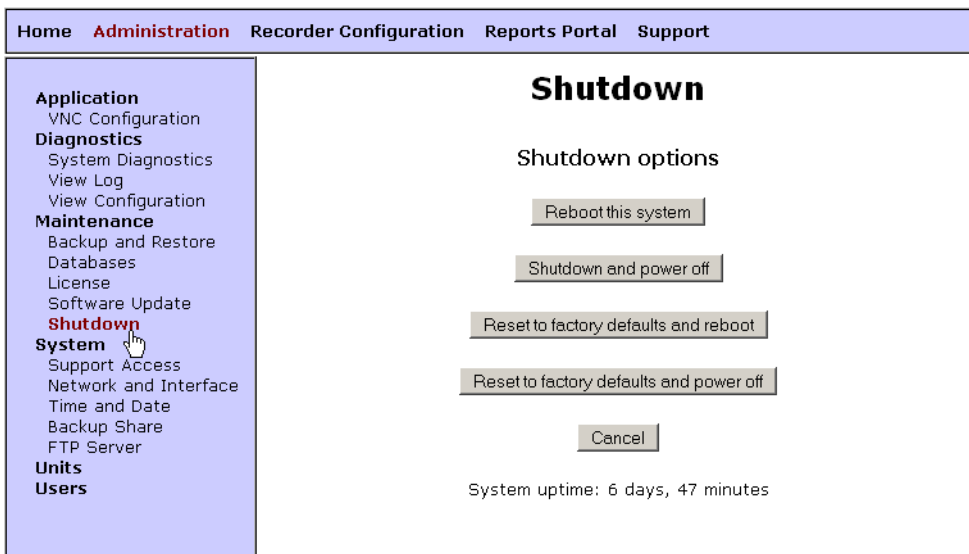 Home Administration Recorder Configuration Reports Portal Support
Application
VNC Configuration
Diagnostics
System Diagnostics
View Log
View Configuration
Maintenance
Backup and Restore
Databases
License
Software Update
Shutdown
System
Support Access
Network and Interface
Time and Date
Backup Share
FTP Server
Units
Users
Shutdown
Shutdown options
Reboot this system
Shutdown and power off
Reset to factory defaults and reboot
Reset to factory defaults and power off
Cancel
System uptime: 6 days, 47 minutes